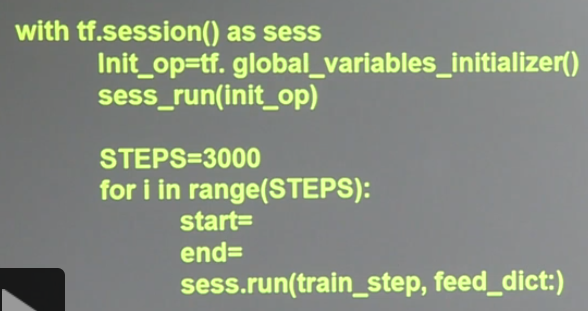 with tf.session() as sess
Init_op=tf. global_variables_initializer()
sess_run(init_op)
STEPS=3000
for i in range(STEPS):
start=
end=
sess.run(train_step, feed_dict:)